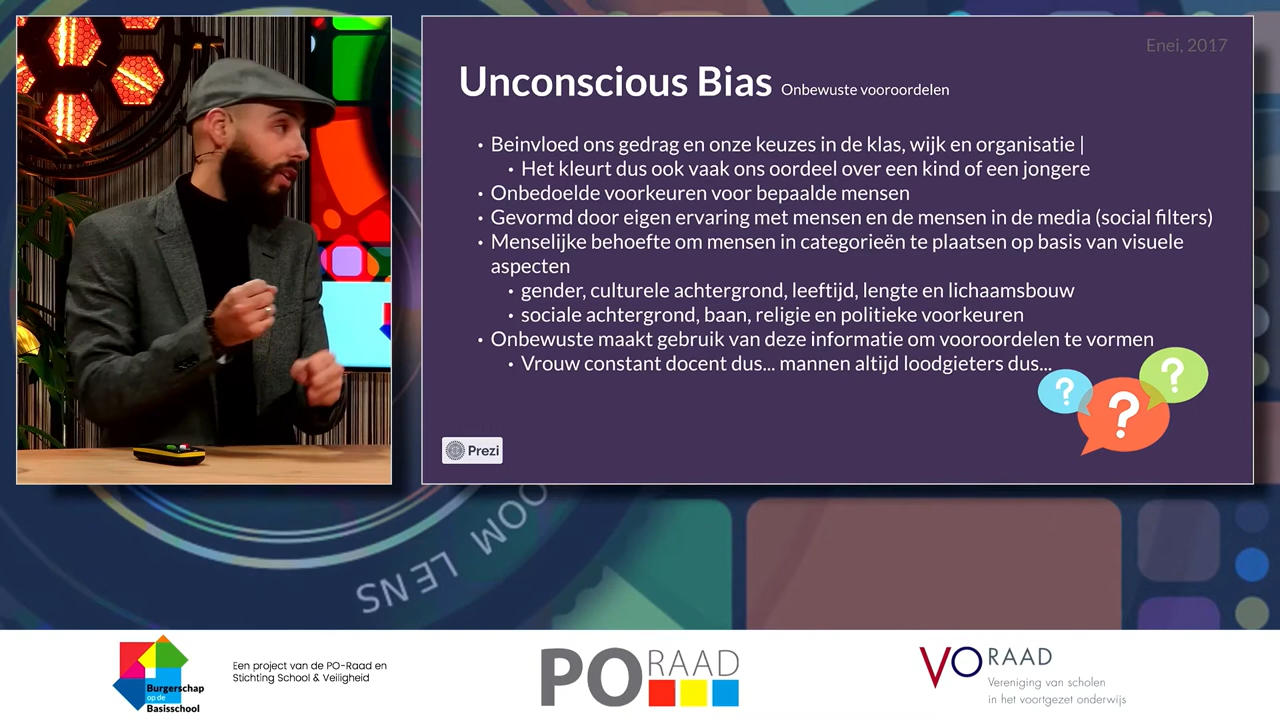 Enei, 2017
Unconscious Bias Onbewuste vooroordelen
• Beinvloed ons gedrag en onze keuzes in de klas, wijk en organisatie |
• Het kleurt dus ook vaak ons oordeel over een kind of een jongere
• Onbedoelde voorkeuren voor bepaalde mensen
• Gevormd door eigen ervaring met mensen en de mensen in de media (social filters)
• Menselijke behoefte om mensen in categorieën te plaatsen op basis van visuele
aspecten
• gender, culturele achtergrond, leeftijd, lengte en lichaamsbouw
• sociale achtergrond, baan, religie en politieke voorkeuren
• Onbewuste maakt gebruik van deze informatie om vooroordelen te vormen
• Vrouw constant docent dus... mannen altijd loodgieters dus...
? ? ?
Prezi
OOM LENS
Burgerschap
op de
Basisschool
Een project van de PO-Raad en
Stichting School & Veiligheid
PO RAAD
VO RAAD
Vereniging van scholen
in het voortgezet onderwijs